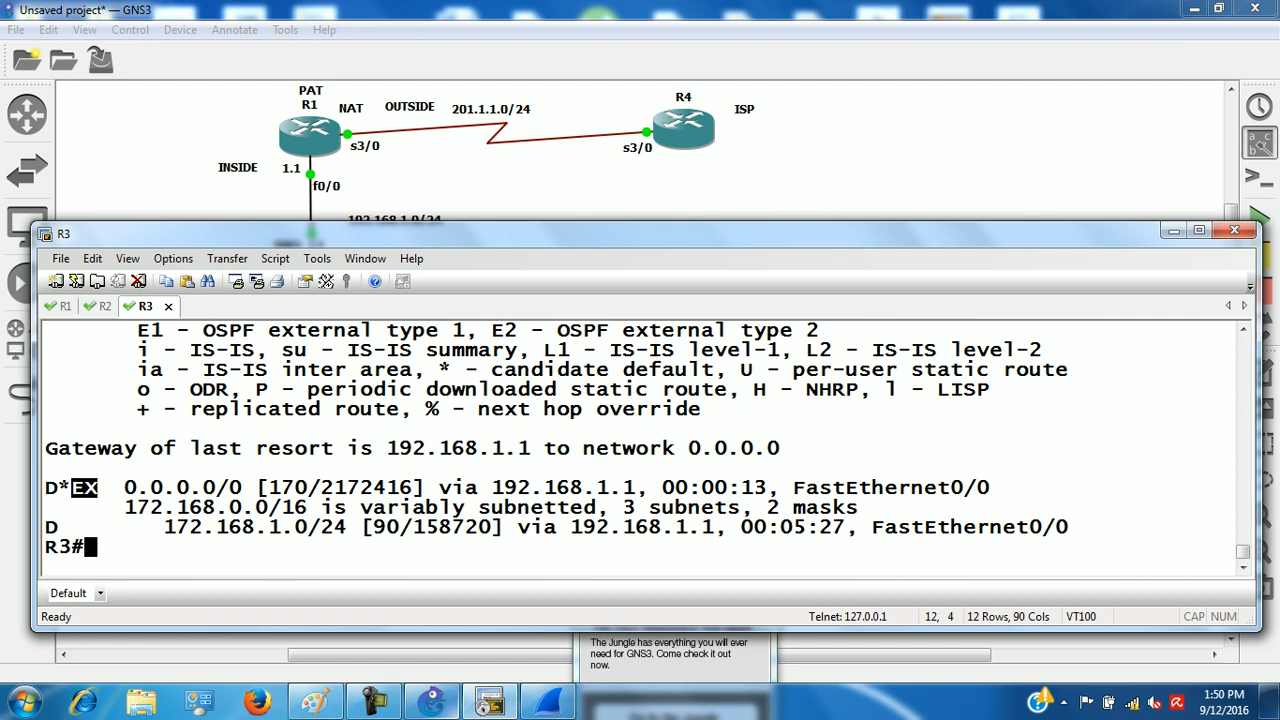 Unsaved project* — GNS3
File Edit View Control Device Annotate Tools Help
PAT
R1
NAT
OUTSIDE
201.1.1.0/24
R4
ISP
s3/0
s3/0
INSIDE
1.1
f0/0
192.168.1.0/24
R3
File Edit View Options Transfer Script Tools Window Help
R1 R2 R3
E1 - OSPF external type 1, E2 - OSPF external type 2
i - IS-IS, su - IS-IS summary, L1 - IS-IS level-1, L2 - IS-IS level-2
ia - IS-IS inter area, * - candidate default, U - per-user static route
o - ODR, P - periodic downloaded static route, H - NHRP, l - LISP
+ - replicated route, % - next hop override
Gateway of last resort is 192.168.1.1 to network 0.0.0.0
D*EX 0.0.0.0/0 [170/2172416] via 192.168.1.1, 00:00:13, FastEthernet0/0
172.168.0.0/16 is variably subnetted, 3 subnets, 2 masks
D 172.168.1.0/24 [90/158720] via 192.168.1.1, 00:05:27, FastEthernet0/0
R3#
Default
Ready Telnet: 127.0.0.1 12, 4 12 Rows, 90 Cols VT100 CAP NUM
The Jungle has everything you will ever
need for GNS3. Come check it out
now.
1:50 PM
9/12/2016